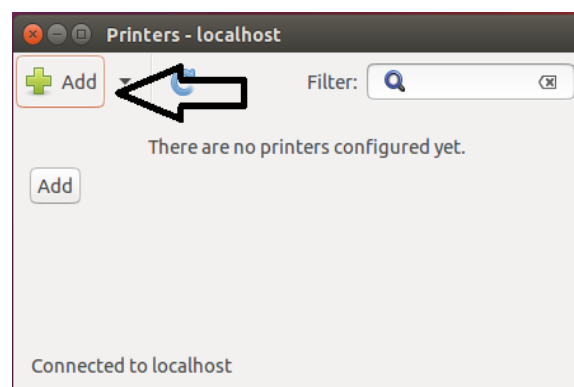 Printers - localhost
Add Filter:
There are no printers configured yet.
Add
Connected to localhost